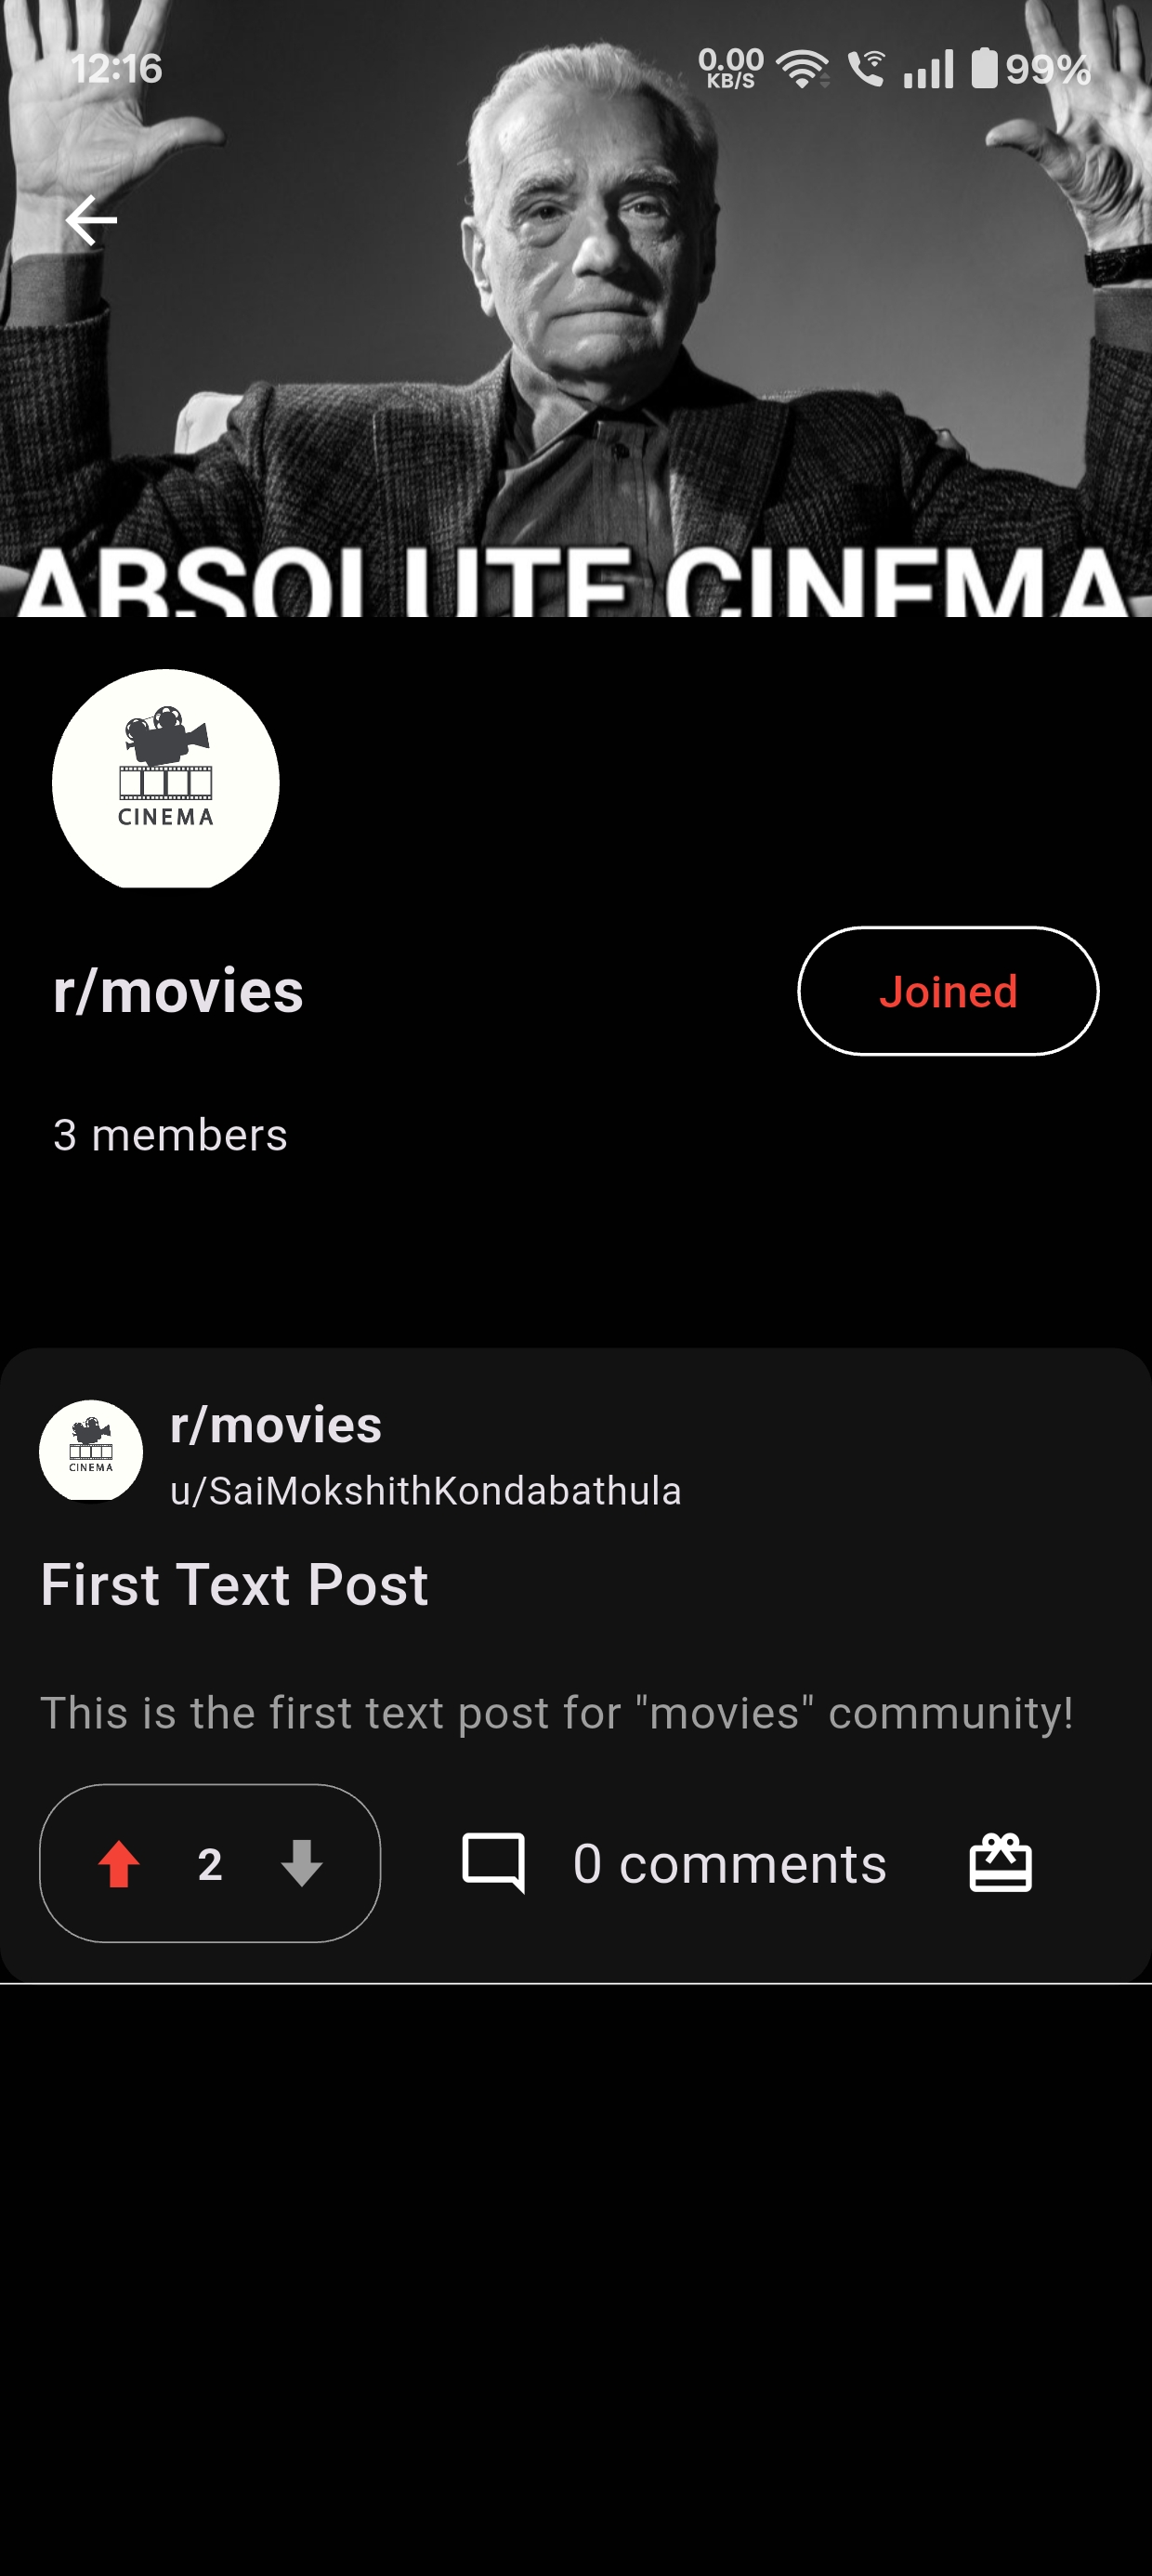 12:16
0.00
KB/S
99%
ABSOLUTE CINEMA
CINEMA
r/movies
Joined
3 members
CINEMA
r/movies
u/SaiMokshithKondabathula
First Text Post
This is the first text post for "movies" community!
2
0 comments